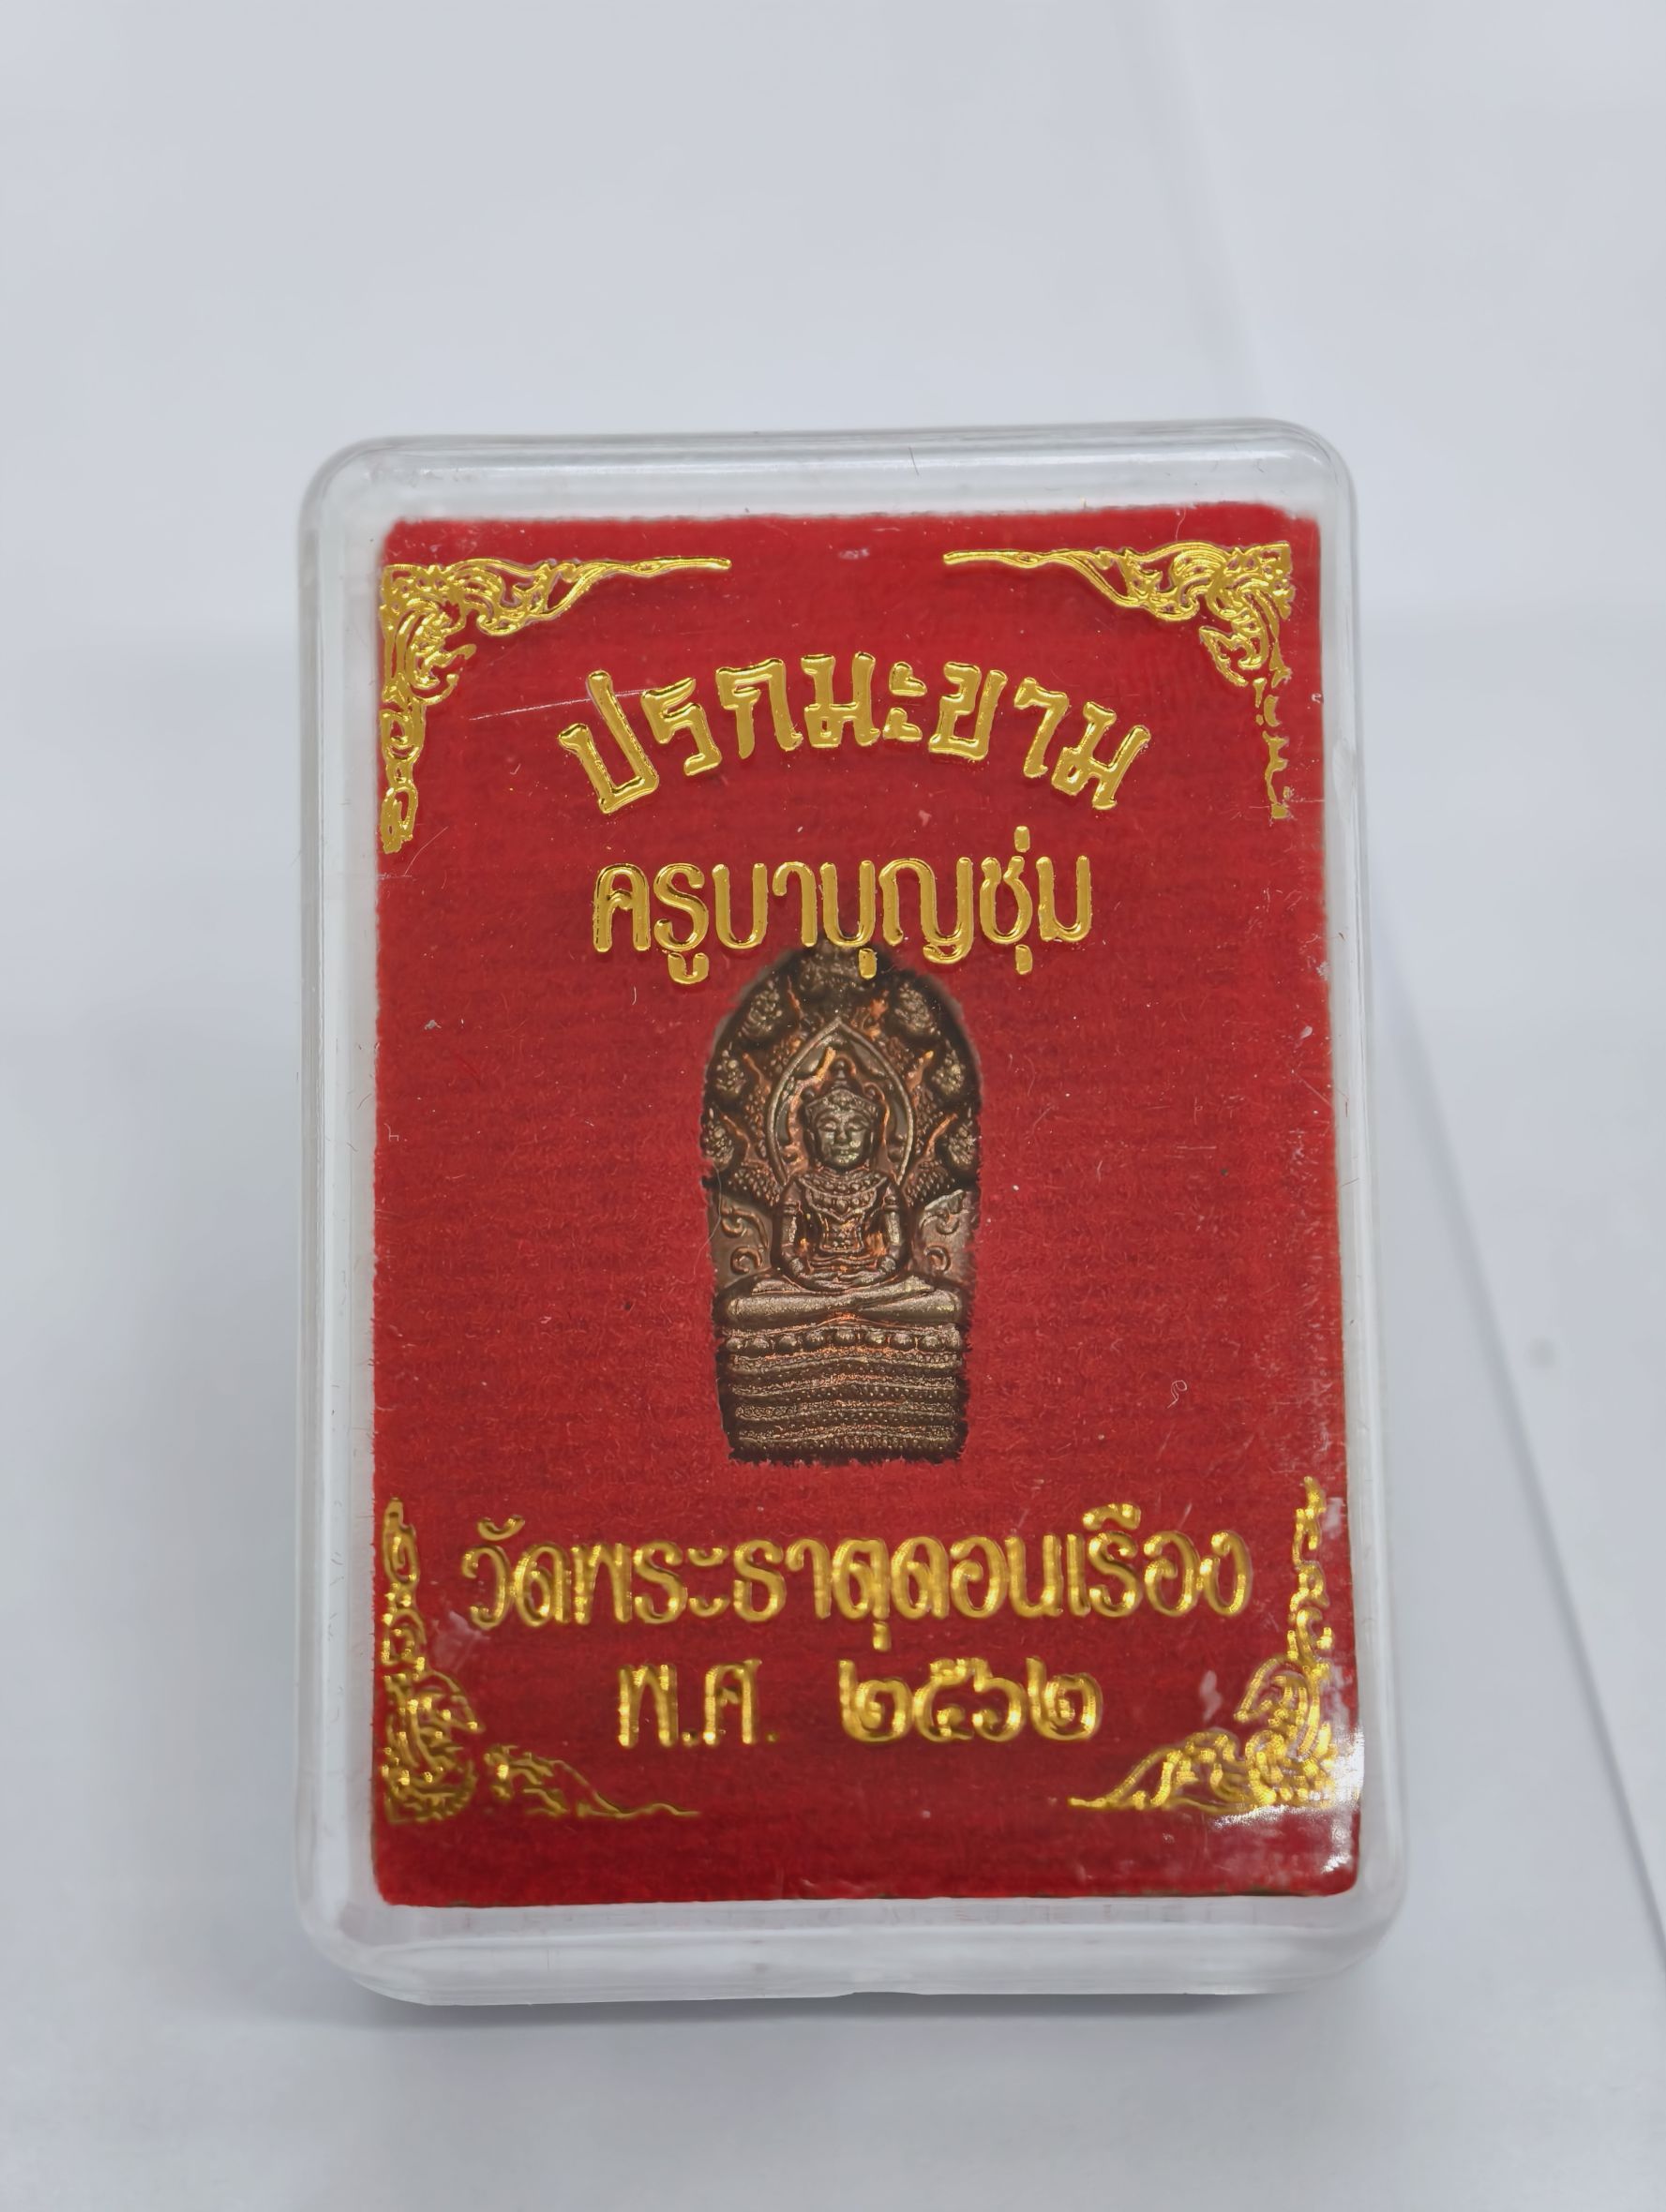 ปรกมะขาม
ครูบาบุญชุ่ม
วัดพระธาตุดอนเรือง
พ.ศ. ๒๕๖๒